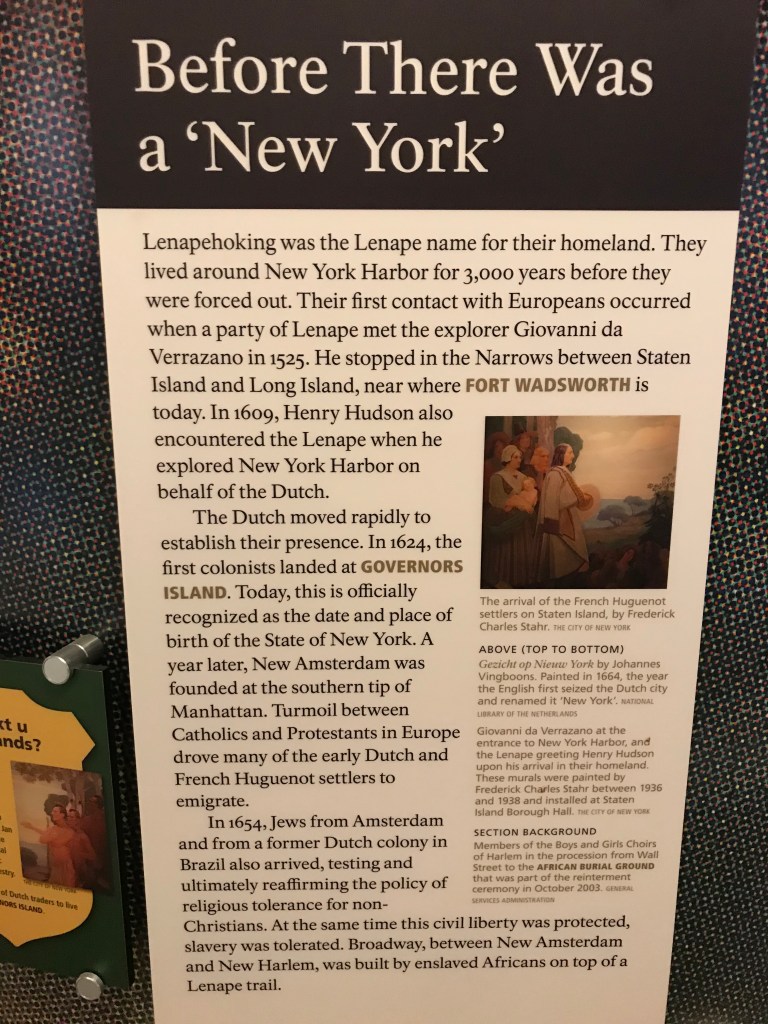 Before There Was
a ‘New York’
Lenapehoking was the Lenape name for their homeland. They
lived around New York Harbor for 3,000 years before they
were forced out. Their first contact with Europeans occurred
when a party of Lenape met the explorer Giovanni da
Verrazano in 1525. He stopped in the Narrows between Staten
Island and Long Island, near where FORT WADSWORTH is
today. In 1609, Henry Hudson also
encountered the Lenape when he
explored New York Harbor on
behalf of the Dutch.
The Dutch moved rapidly to
establish their presence. In 1624, the
first colonists landed at GOVERNORS
ISLAND. Today, this is officially
recognized as the date and place of
birth of the State of New York. A
year later, New Amsterdam was
founded at the southern tip of
Manhattan. Turmoil between
Catholics and Protestants in Europe
drove many of the early Dutch and
French Huguenot settlers to
emigrate.
In 1654, Jews from Amsterdam
and from a former Dutch colony in
Brazil also arrived, testing and
ultimately reaffirming the policy of
religious tolerance for non-
Christians. At the same time this civil liberty was protected,
slavery was tolerated. Broadway, between New Amsterdam
and New Harlem, was built by enslaved Africans on top of a
Lenape trail.
The arrival of the French Huguenot
settlers on Staten Island, by Frederick
Charles Stahr. THE CITY OF NEW YORK
ABOVE (TOP TO BOTTOM)
Gezicht op Nieuw York by Johannes
Vingboons. Painted in 1664, the year
the English first seized the Dutch city
and renamed it ‘New York’. NATIONAL
LIBRARY OF THE NETHERLANDS
Giovanni da Verrazano at the
entrance to New York Harbor, and
the Lenape greeting Henry Hudson
upon his arrival in their homeland.
These murals were painted by
Frederick Charles Stahr between 1936
and 1938 and installed at Staten
Island Borough Hall. THE CITY OF NEW YORK
SECTION BACKGROUND
Members of the Boys and Girls Choirs
of Harlem in the procession from Wall
Street to the AFRICAN BURIAL GROUND
that was part of the reinterment
ceremony in October 2003. GENERAL
SERVICES ADMINISTRATION
xt u
ands?
Jan
stry.
THE CITY OF NEW YORK
of Dutch traders to live
NORS ISLAND.